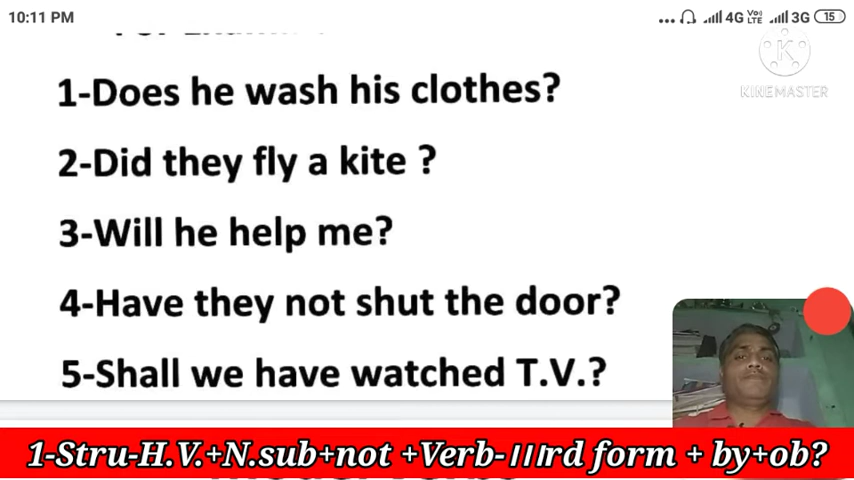 10:11 PM
... 4G Vo) LTE 3G 15
KINEMASTER
1-Does he wash his clothes?
2-Did they fly a kite ?
3-Will he help me?
4-Have they not shut the door?
5-Shall we have watched T.V.?
1-Stru-H.V.+N.sub+not +Verb-IIIrd form + by+ob?